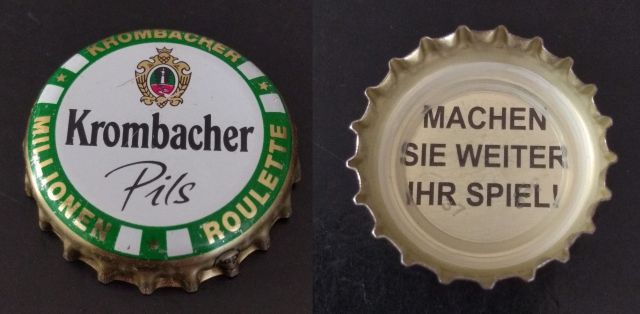 KROMBACHER
MILLIONEN
ROULETTE
Krombacher
Pils
MACHEN
SIE WEITER
IHR SPIEL!